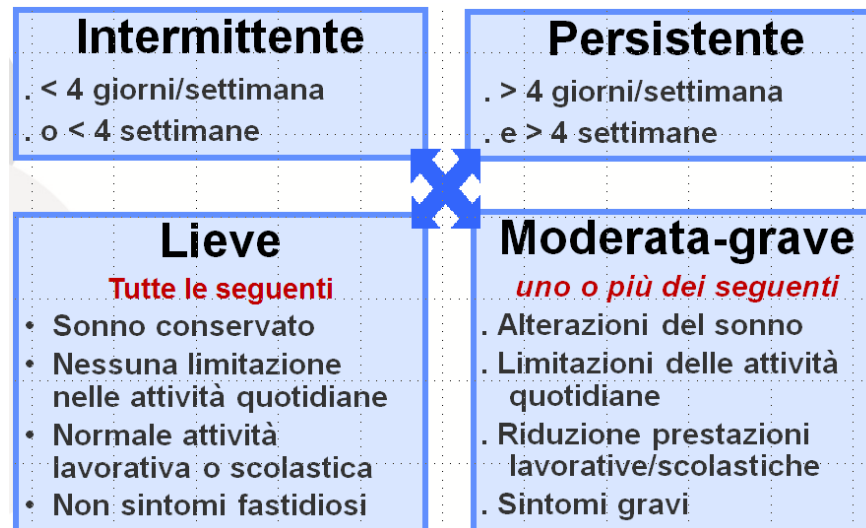 Intermittente
. < 4 giorni/settimana
. o < 4 settimane
Persistente
. > 4 giorni/settimana
. e > 4 settimane
Lieve
Tutte le seguenti
• Sonno conservato
• Nessuna limitazione
nelle attività quotidiane
• Normale attività
lavorativa o scolastica
• Non sintomi fastidiosi
Moderata-grave
uno o più dei seguenti
. Alterazioni del sonno
. Limitazioni delle attività
quotidiane
. Riduzione prestazioni
lavorative/scolastiche
. Sintomi gravi